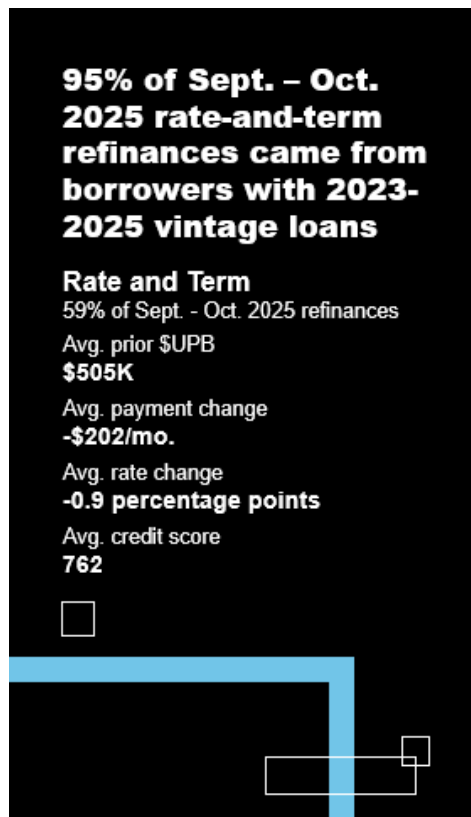 95% of Sept. – Oct.
2025 rate-and-term
refinances came from
borrowers with 2023-
2025 vintage loans
Rate and Term
59% of Sept. - Oct. 2025 refinances
Avg. prior $UPB
$505K
Avg. payment change
-$202/mo.
Avg. rate change
-0.9 percentage points
Avg. credit score
762